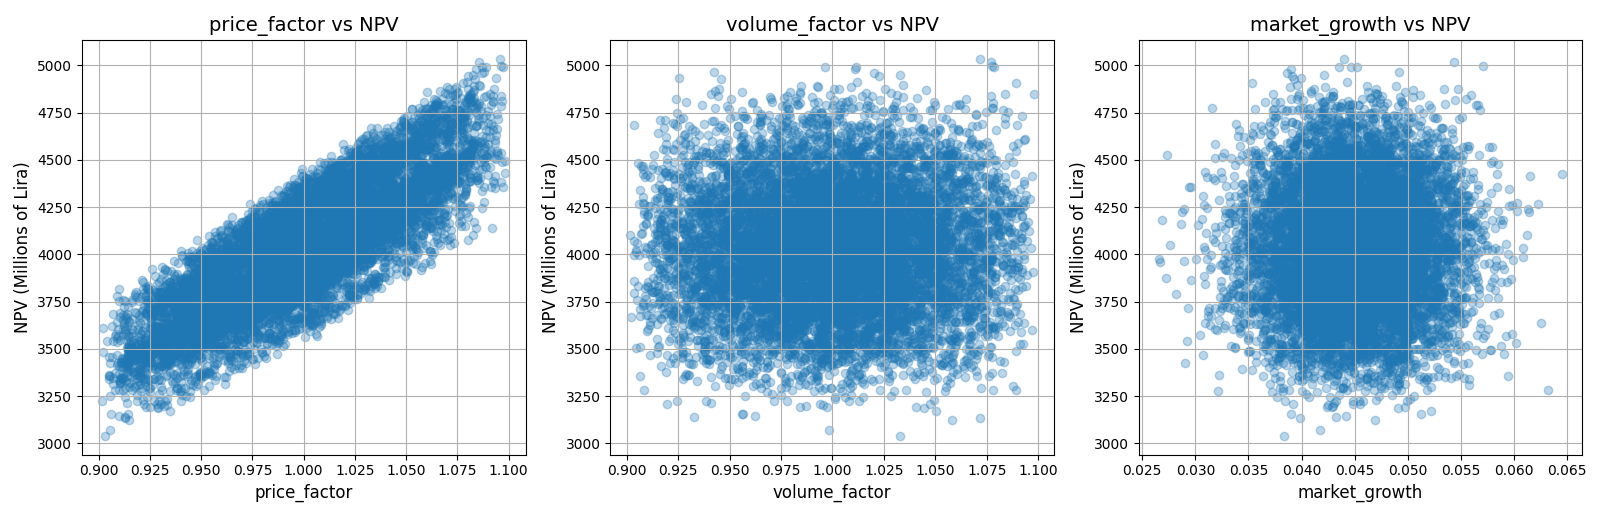 price_factor vs NPV
NPV (Millions of Lira)
5000
4750
4500
4250
4000
3750
3500
3250
3000
0.900 0.925 0.950 0.975 1.000 1.025 1.050 1.075 1.100
price_factor
volume_factor vs NPV
NPV (Millions of Lira)
5000
4750
4500
4250
4000
3750
3500
3250
3000
0.900 0.925 0.950 0.975 1.000 1.025 1.050 1.075 1.100
volume_factor
market_growth vs NPV
NPV (Millions of Lira)
5000
4750
4500
4250
4000
3750
3500
3250
3000
0.025 0.030 0.035 0.040 0.045 0.050 0.055 0.060 0.065
market_growth